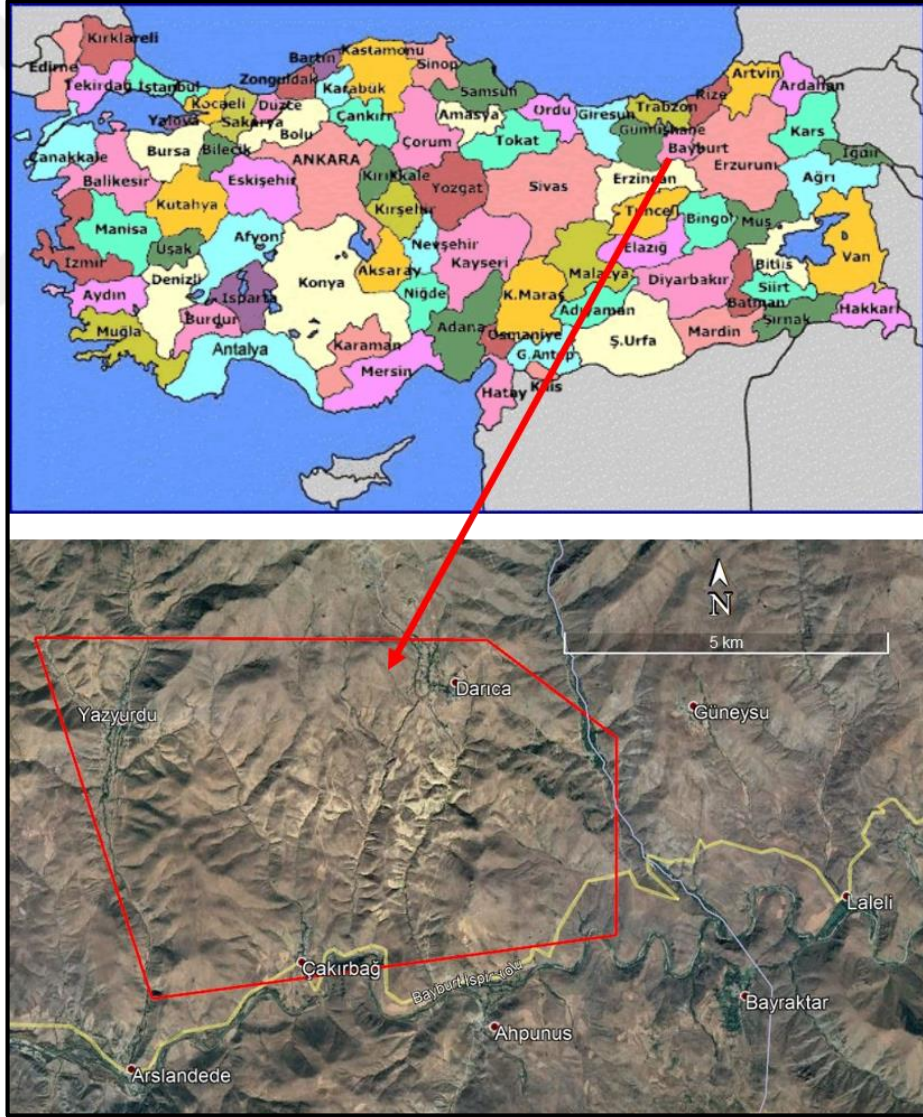 Kırklareli
Edirne
Tekirdağ
İstanbul
Kocaeli
Yalova
Sakarya
Düzce
Zonguldak
Bartın
Karabük
Kastamonu
Sinop
Samsun
Ordu
Giresun
Trabzon
Rize
Artvin
Ardahan
Gümüşhane
Bayburt
Kars
Iğdır
Çanakkale
Bursa
Bilecik
Bolu
Çankırı
Çorum
Amasya
Tokat
Erzincan
Erzurum
Ağrı
Balikesir
Kutahya
Eskişehir
ANKARA
Kırıkkale
Yozgat
Sivas
Tunceli
Bingol
Muş
Manisa
Uşak
Afyon
Kırşehir
Nevşehir
Kayseri
Malatya
Elazığ
Bitlis
Van
İzmir
Denizli
Isparta
Konya
Aksaray
Niğde
K.Maraş
Adıyaman
Diyarbakır
Batman
Siirt
Aydın
Burdur
Adana
Osmaniye
Ş.Urfa
Mardin
Şırnak
Hakkari
Muğla
Antalya
Karaman
Mersin
G.Antep
Hatay
Kilis
N
5 km
Darıca
Yazyurdu
Güneysu
Laleli
Çakırbağ
Bayburt İspir Yolu
Bayraktar
Ahpunus
Arslandede